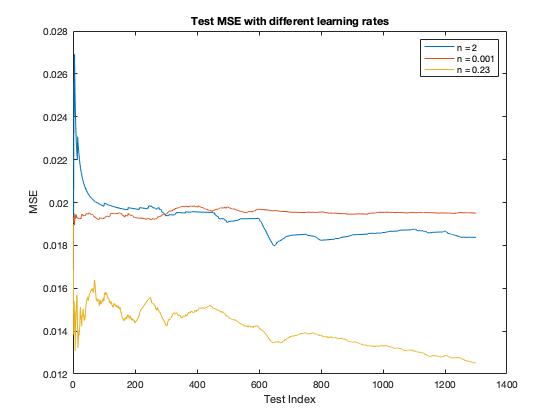 Test MSE with different learning rates
n = 2
n = 0.001
n = 0.23
0.028
0.026
0.024
0.022
0.02
0.018
0.016
0.014
0.012
MSE
0 200 400 600 800 1000 1200 1400
Test Index